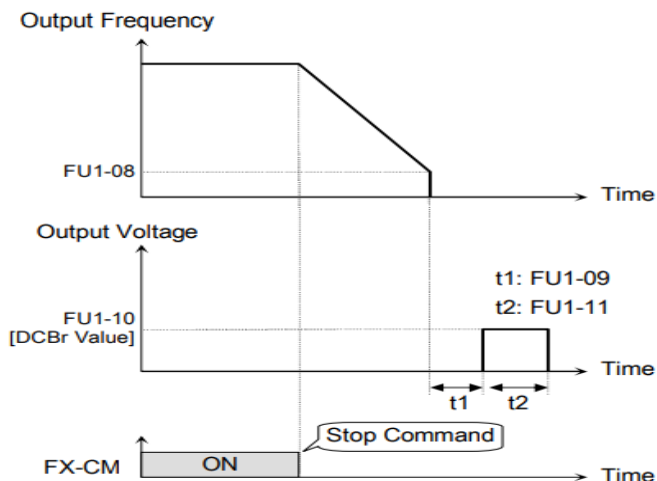 Output Frequency
FU1-08
Time
Output Voltage
t1: FU1-09
t2: FU1-11
FU1-10
[DCBr Value]
Time
t1
t2
Stop Command
FX-CM
ON
Time